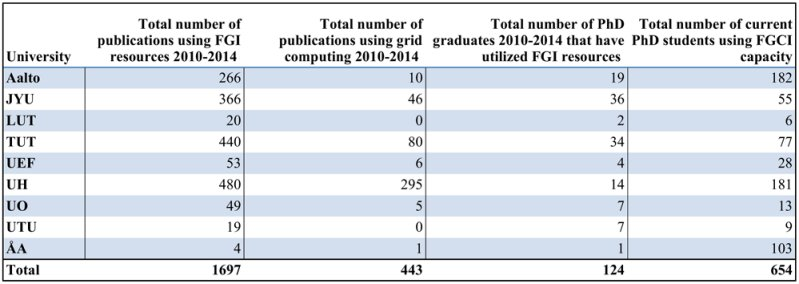 University Total number of publications using FGI resources 2010-2014 Total number of publications using grid computing 2010-2014 Total number of PhD graduates 2010-2014 that have utilized FGI resources Total number of current PhD students using FGCI capacity
Aalto 266 10 19 182
JYU 366 46 36 55
LUT 20 0 2 6
TUT 440 80 34 77
UEF 53 6 4 28
UH 480 295 14 181
UO 49 5 7 13
UTU 19 0 7 9
ÅA 4 1 1 103
Total 1697 443 124 654